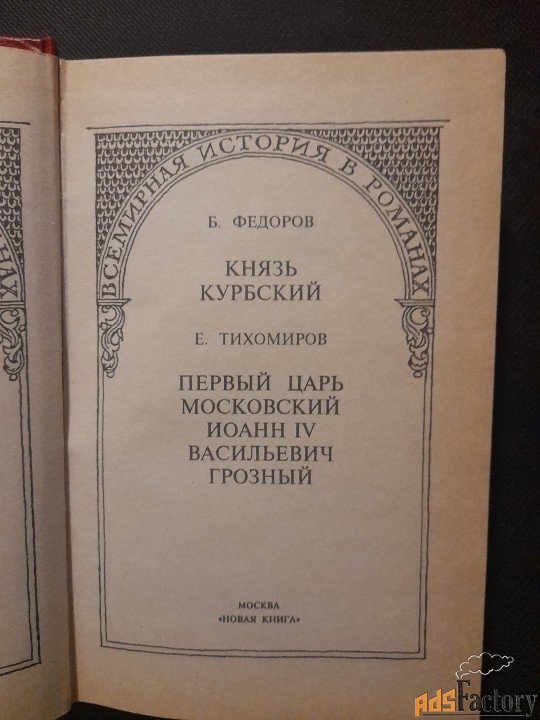 ВСЕМИРНАЯ ИСТОРИЯ В РОМАНАХ
Б. ФЕДОРОВ
КНЯЗЬ
КУРБСКИЙ
Е. ТИХОМИРОВ
ПЕРВЫЙ ЦАРЬ
МОСКОВСКИЙ
ИОАНН IV
ВАСИЛЬЕВИЧ
ГРОЗНЫЙ
МОСКВА
«НОВАЯ КНИГА»
AdsFactory